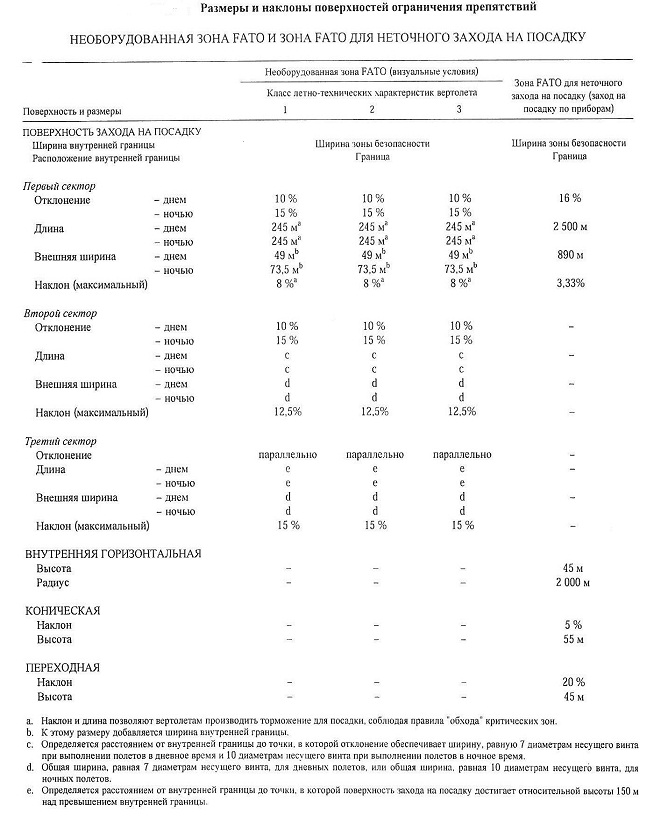 Размеры и наклоны поверхностей ограничения препятствий
НЕОБОРУДОВАННАЯ ЗОНА FATO И ЗОНА FATO ДЛЯ НЕТОЧНОГО ЗАХОДА НА ПОСАДКУ
Необорудованная зона FATO (визуальные условия)
Класс летно-технических характеристик вертолета
Зона FATO для неточного
захода на посадку (заход на
посадку по приборам)
Поверхность и размеры 1 2 3
ПОВЕРХНОСТЬ ЗАХОДА НА ПОСАДКУ
Ширина внутренней границы Ширина зоны безопасности Ширина зоны безопасности
Расположение внутренней границы Граница Граница
Первый сектор
Отклонение – днем 10 % 10 % 10 % 16 %
– ночью 15 % 15 % 15 %
Длина – днем 245 мª 245 мª 245 мª 2 500 м
– ночью 245 мª 245 мª 245 мª
Внешняя ширина – днем 49 мᵇ 49 мᵇ 49 мᵇ 890 м
– ночью 73,5 мᵇ 73,5 мᵇ 73,5 мᵇ
Наклон (максимальный) 8 %ª 8 %ª 8 %ª 3,33%
Второй сектор
Отклонение – днем 10 % 10 % 10 % –
– ночью 15 % 15 % 15 %
Длина – днем c c c –
– ночью c c c
Внешняя ширина – днем d d d –
– ночью d d d
Наклон (максимальный) 12,5% 12,5% 12,5% –
Третий сектор
Отклонение параллельно параллельно параллельно –
Длина – днем e e e –
– ночью e e e
Внешняя ширина – днем d d d –
– ночью d d d
Наклон (максимальный) 15 % 15 % 15 % –
ВНУТРЕННЯЯ ГОРИЗОНТАЛЬНАЯ
Высота – – – 45 м
Радиус – – – 2 000 м
КОНИЧЕСКАЯ
Наклон – – – 5 %
Высота – – – 55 м
ПЕРЕХОДНАЯ
Наклон – – – 20 %
Высота – – – 45 м
a. Наклон и длина позволяют вертолетам производить торможение для посадки, соблюдая правила "обхода" критических зон.
b. К этому размеру добавляется ширина внутренней границы.
c. Определяется расстоянием от внутренней границы до точки, в которой отклонение обеспечивает ширину, равную 7 диаметрам несущего винта
при выполнении полетов в дневное время и 10 диаметрам несущего винта при выполнении полетов в ночное время.
d. Общая ширина, равная 7 диаметрам несущего винта, для дневных полетов, или общая ширина, равная 10 диаметрам несущего винта, для
ночных полетов.
e. Определяется расстоянием от внутренней границы до точки, в которой поверхность захода на посадку достигает относительной высоты 150 м
над превышением внутренней границы.